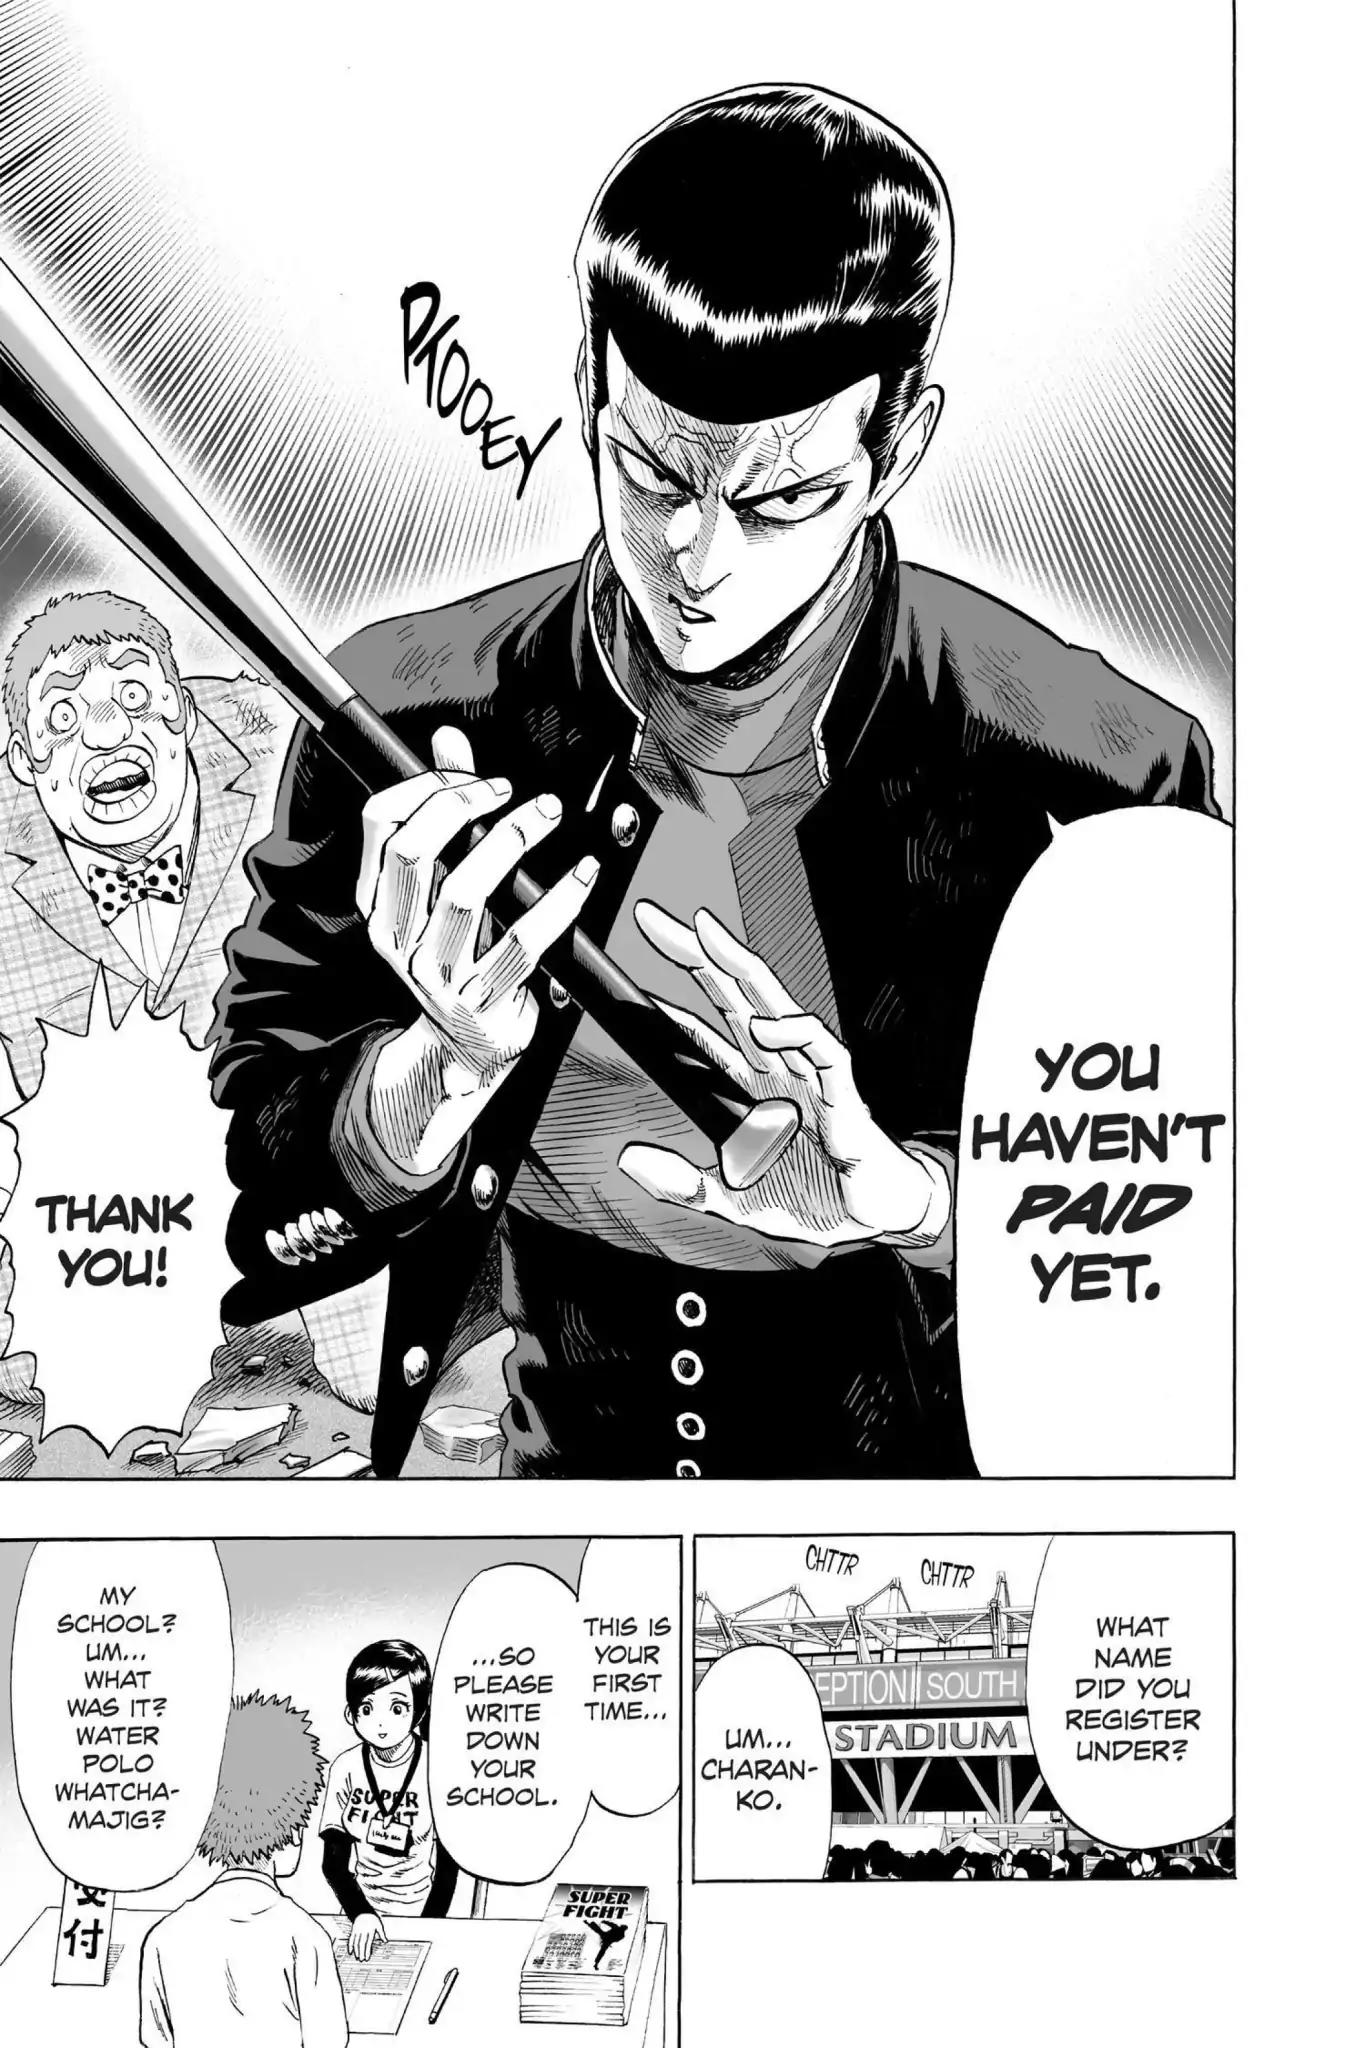 PTOOEY
YOU
HAVEN'T
PAID
YET.
THANK
YOU!
CHTTR
CHTTR
WHAT
NAME
DID YOU
REGISTER
UNDER?
EPTION SOUTH
STADIUM
UM...
CHARAN-
KO.
THIS IS
YOUR
FIRST
TIME...
...SO
PLEASE
WRITE
DOWN
YOUR
SCHOOL.
SUPER
FIGHT
MY
SCHOOL?
UM...
WHAT
WAS IT?
WATER
POLO
WHATCHA-
MAJIG?
受付
SUPER
FIGHT